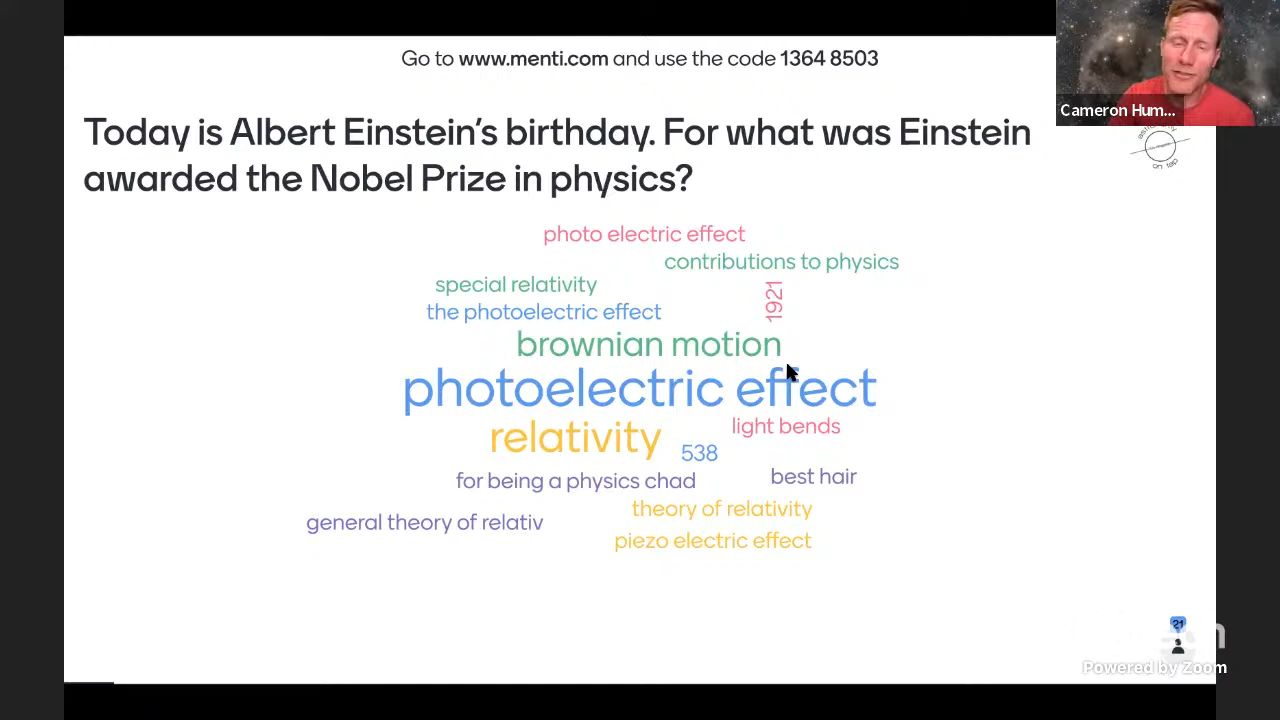 Go to www.menti.com and use the code 1364 8503
Cameron Hum...
Today is Albert Einstein's birthday. For what was Einstein
awarded the Nobel Prize in physics?
on tap
photo electric effect
contributions to physics
special relativity
1921
the photoelectric effect
brownian motion
photoelectric effect
light bends
relativity
538
best hair
for being a physics chad
theory of relativity
general theory of relativ
piezo electric effect
21
Powered by Zoom